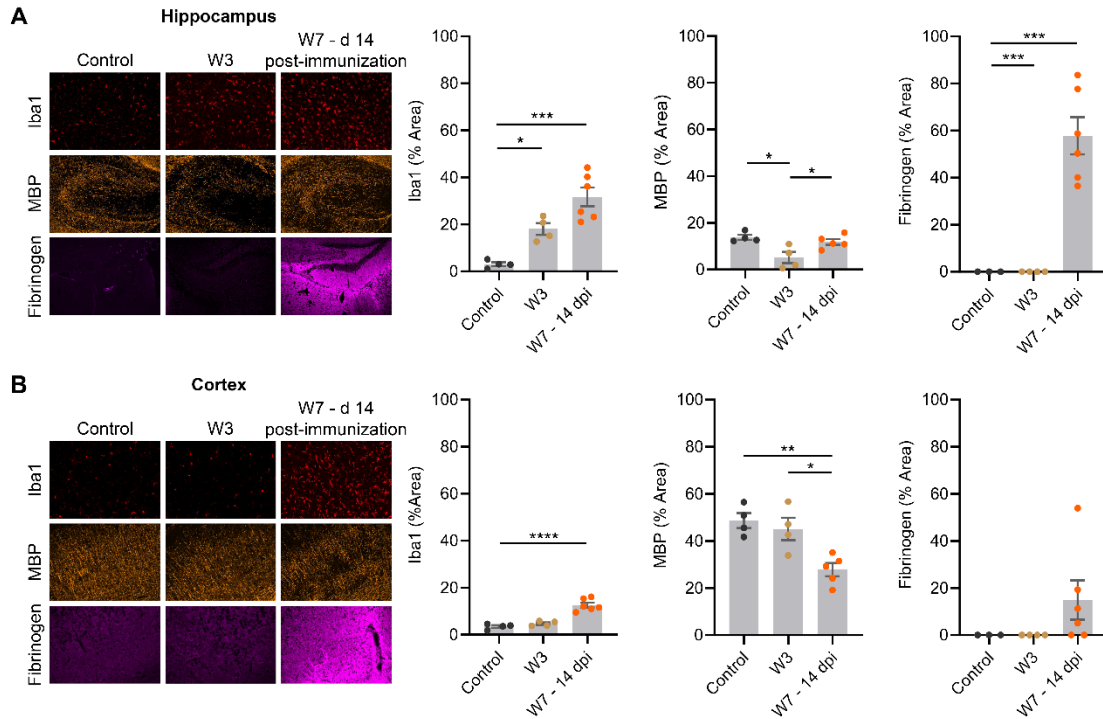 A
Hippocampus
Control
W3
W7 - d 14
post-immunization
Iba1
MBP
Fibrinogen
Iba1 (% Area)
100
80
60
40
20
0
***
*
Control
W3
W7 - 14 dpi
MBP (% Area)
100
80
60
40
20
0
*
*
Control
W3
W7 - 14 dpi
Fibrinogen (% Area)
100
80
60
40
20
0
***
***
Control
W3
W7 - 14 dpi
B
Cortex
Control
W3
W7 - d 14
post-immunization
Iba1
MBP
Fibrinogen
Iba1 (%Area)
100
80
60
40
20
0
****
Control
W3
W7 - 14 dpi
MBP (% Area)
100
80
60
40
20
0
**
*
Control
W3
W7 - 14 dpi
Fibrinogen (% Area)
100
80
60
40
20
0
Control
W3
W7 - 14 dpi